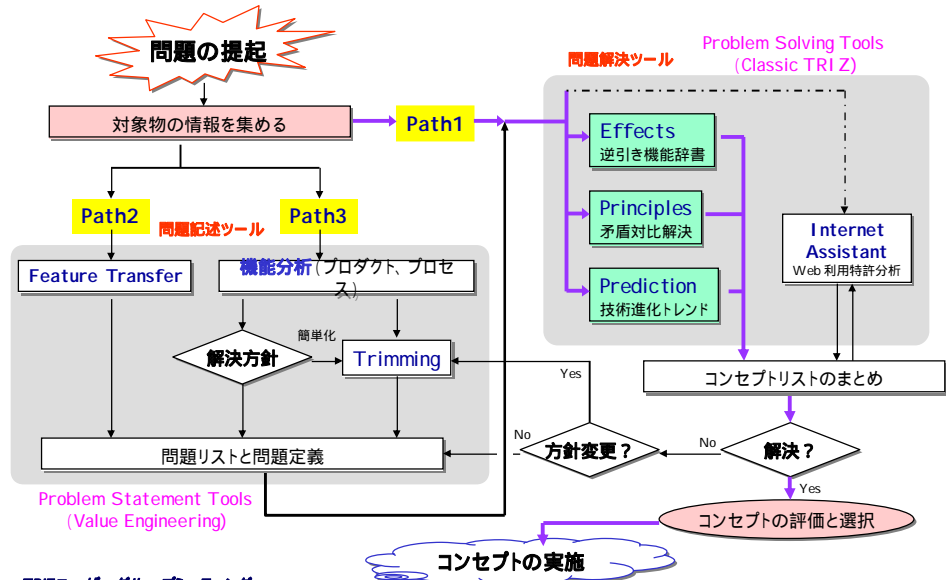 問題の提起
Problem Solving Tools
(Classic TRIZ)
問題解決ツール
対象物の情報を集める
Path1
Effects
逆引き機能辞書
Path2
Path3
問題記述ツール
Principles
矛盾対比解決
Internet
Assistant
Web 利用特許分析
Feature Transfer
機能分析(プロダクト、プロセ
ス)
Prediction
技術進化トレンド
簡単化
解決方針
Trimming
Yes
コンセプトリストのまとめ
No
方針変更?
No
解決?
問題リストと問題定義
Yes
Problem Statement Tools
(Value Engineering)
コンセプトの評価と選択
コンセプトの実施